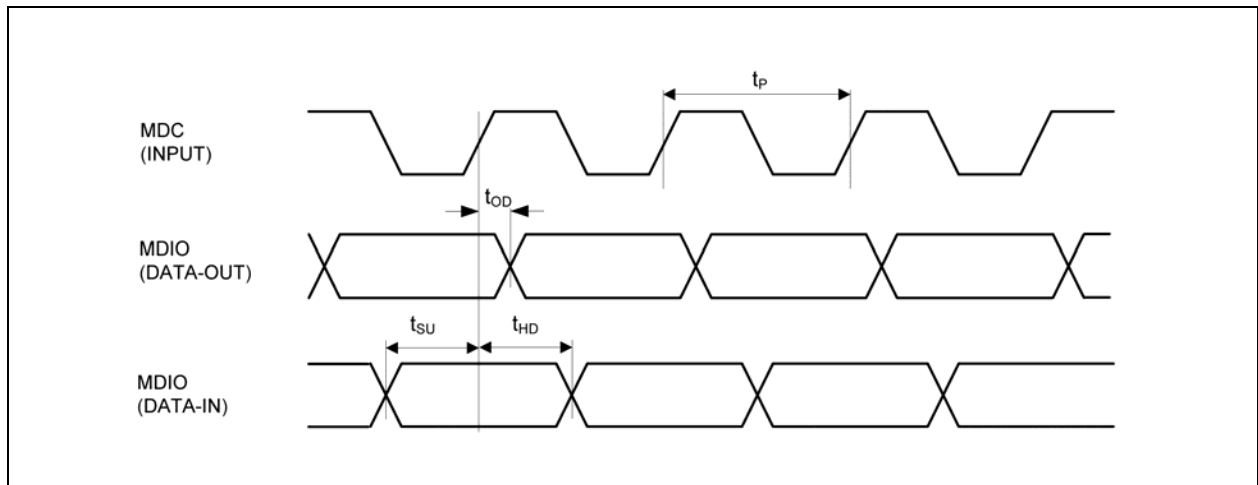 tP
MDC
(INPUT)
tOD
MDIO
(DATA-OUT)
tSU
tHD
MDIO
(DATA-IN)